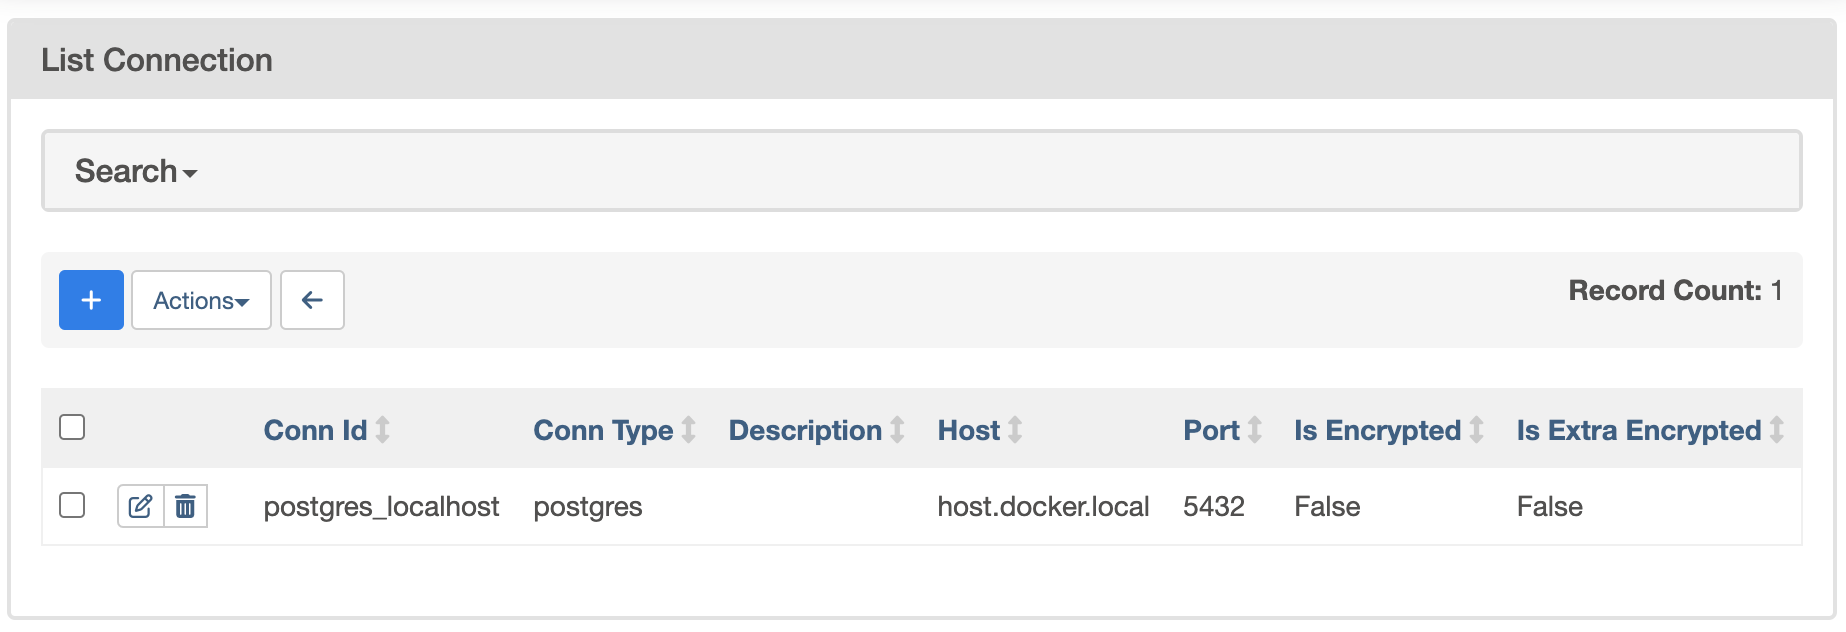 List Connection
Search
Actions
Record Count: 1
Conn Id Conn Type Description Host Port Is Encrypted Is Extra Encrypted
postgres_localhost postgres host.docker.local 5432 False False